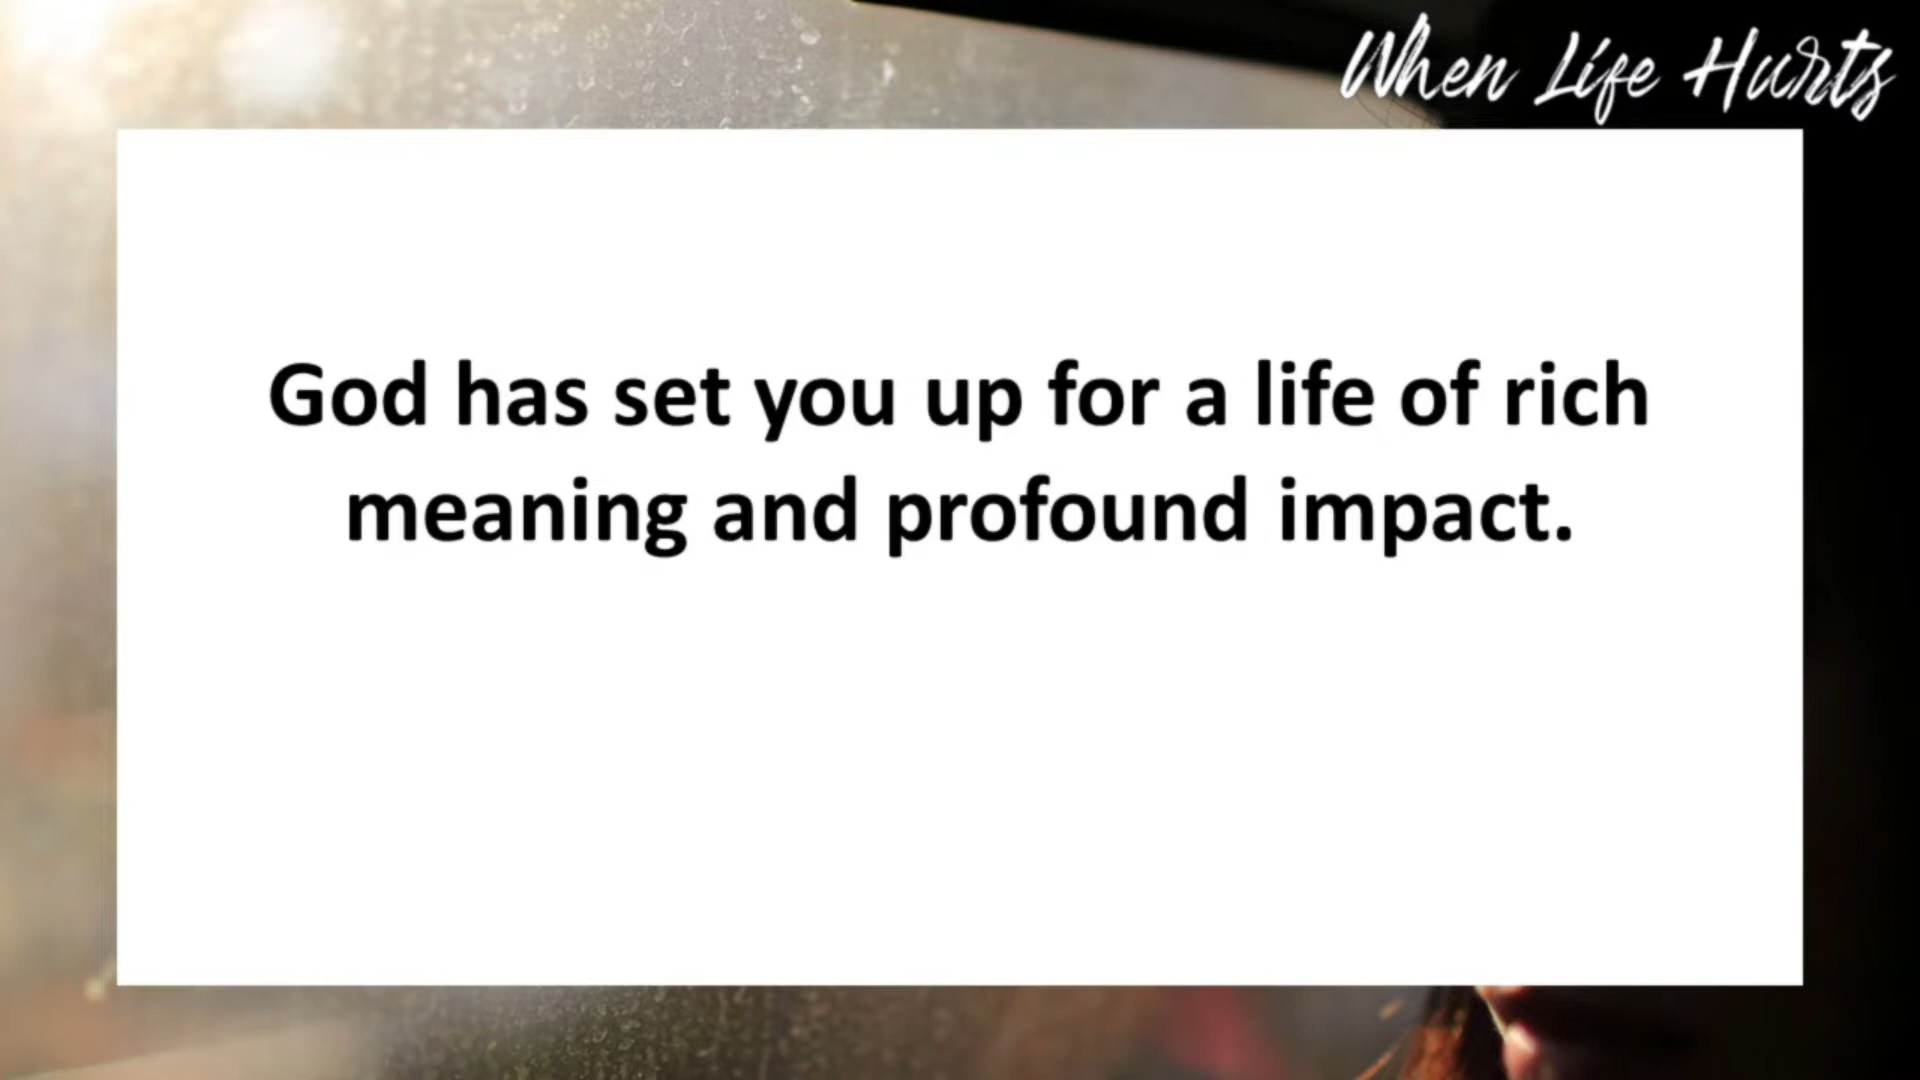 When Life Hurts
God has set you up for a life of rich
meaning and profound impact.